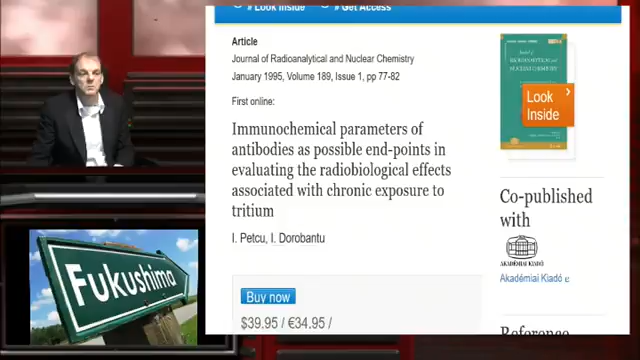 » Look Inside
» Get Access
Article
Journal of Radioanalytical and Nuclear Chemistry
January 1995, Volume 189, Issue 1, pp 77-82
First online:
Immunochemical parameters of
antibodies as possible end-points in
evaluating the radiobiological effects
associated with chronic exposure to
tritium
I. Petcu, I. Dorobantu
Buy now
$39.95 / €34.95 /
Look
Inside
Co-published
with
AKADÉMIAI KIADÓ
Akadémiai Kiadó
Fukushima